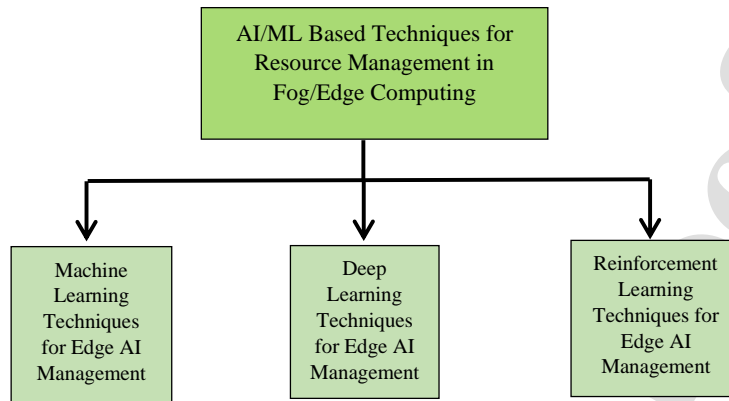 AI/ML Based Techniques for
Resource Management in
Fog/Edge Computing
Machine
Learning
Techniques
for Edge AI
Management
Deep
Learning
Techniques
for Edge AI
Management
Reinforcement
Learning
Techniques for
Edge AI
Management